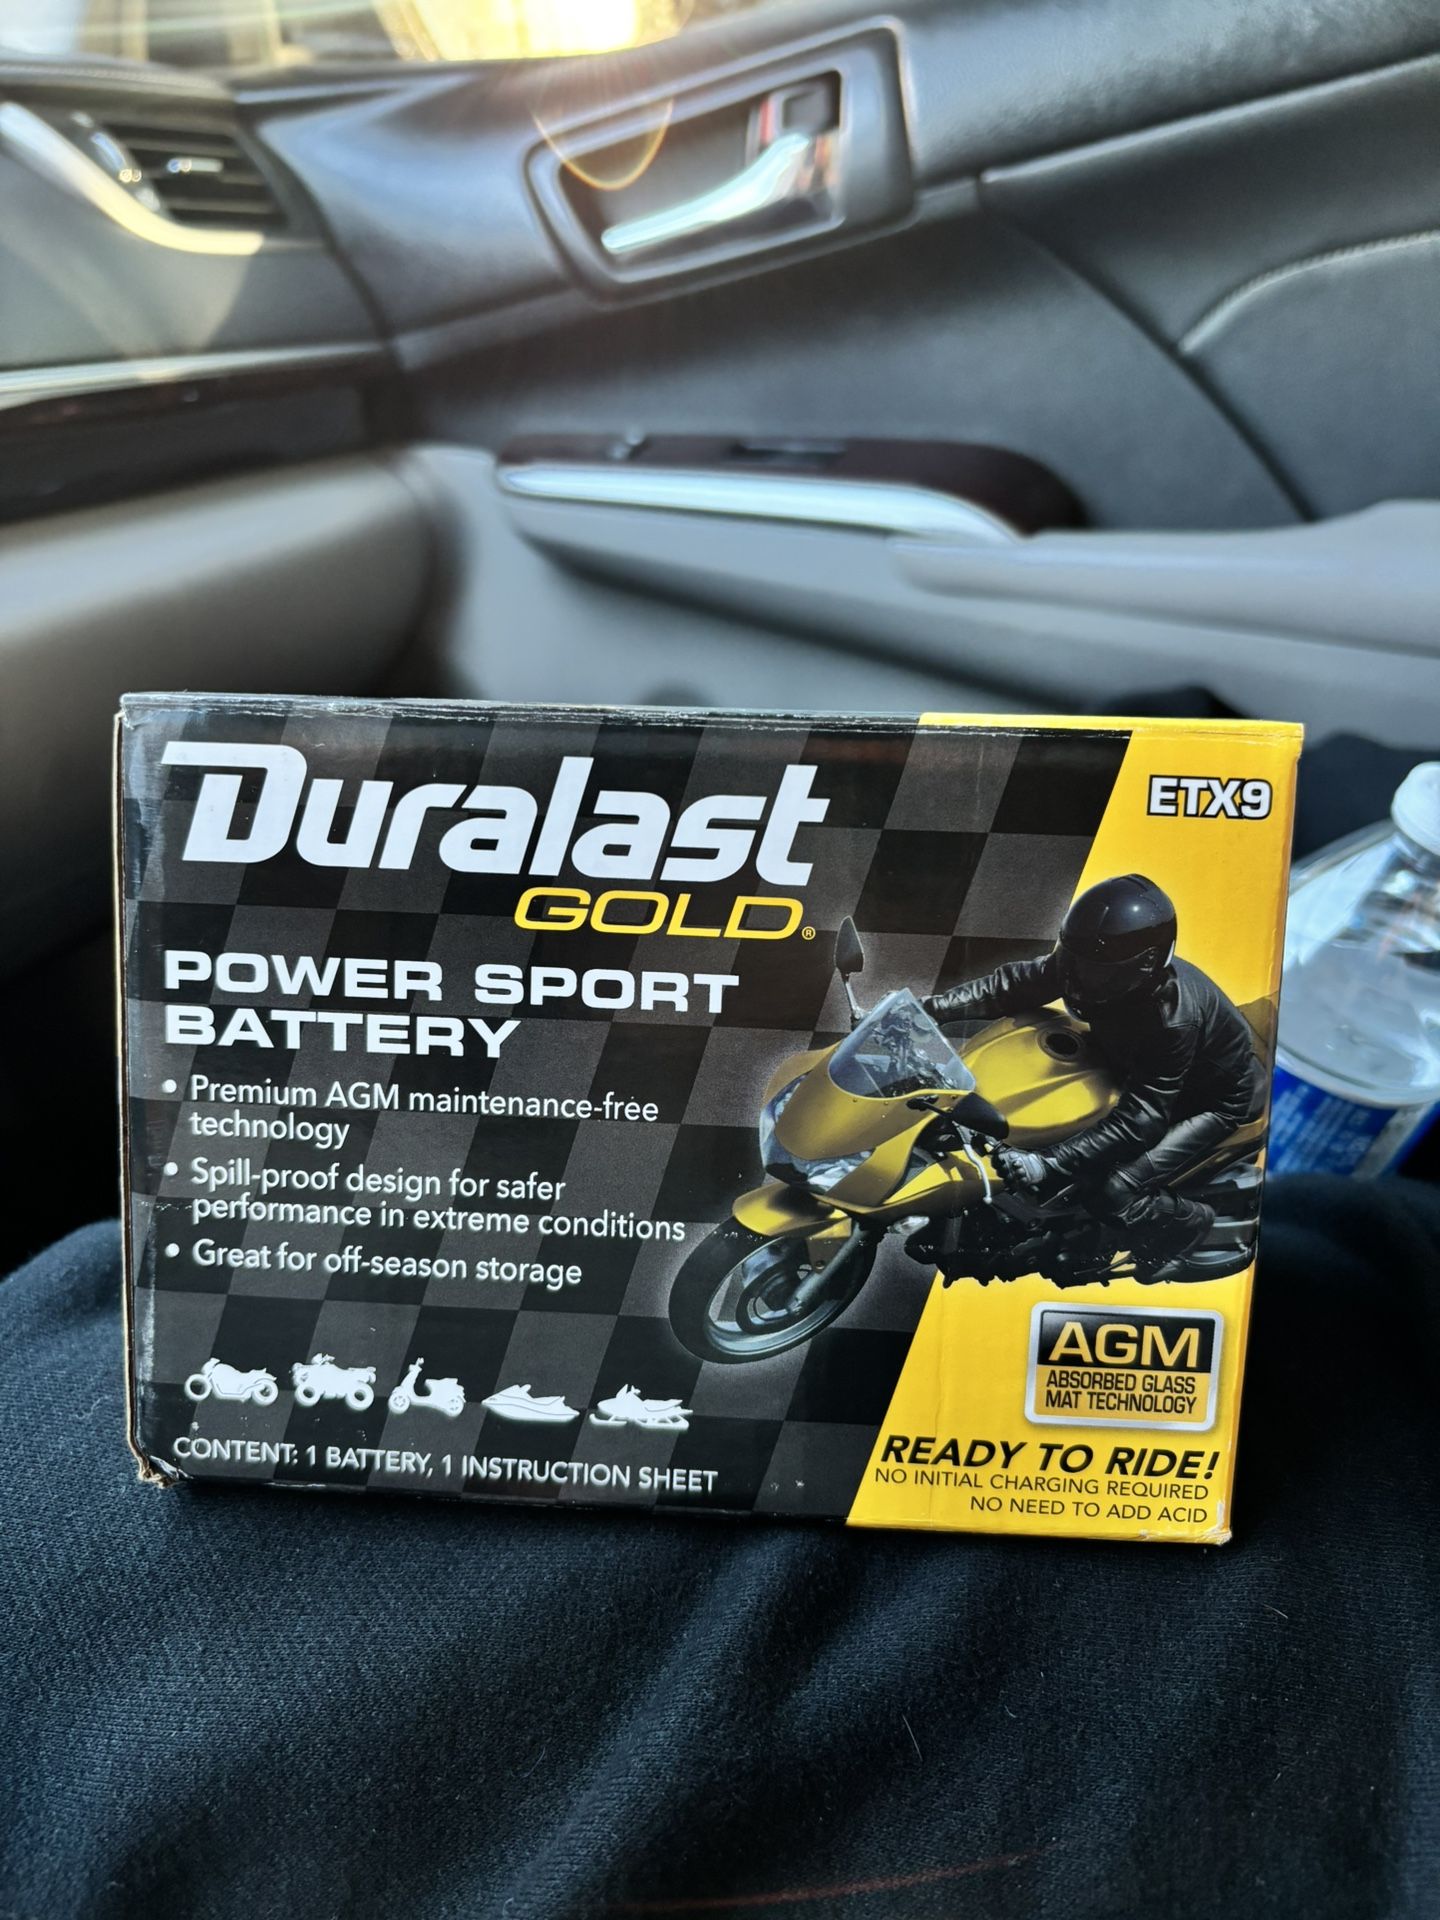 Duralast
GOLD®
ETX9
POWER SPORT
BATTERY
• Premium AGM maintenance-free
technology
• Spill-proof design for safer
performance in extreme conditions
• Great for off-season storage
CONTENT: 1 BATTERY, 1 INSTRUCTION SHEET
AGM
ABSORBED GLASS
MAT TECHNOLOGY
READY TO RIDE!
NO INITIAL CHARGING REQUIRED
NO NEED TO ADD ACID